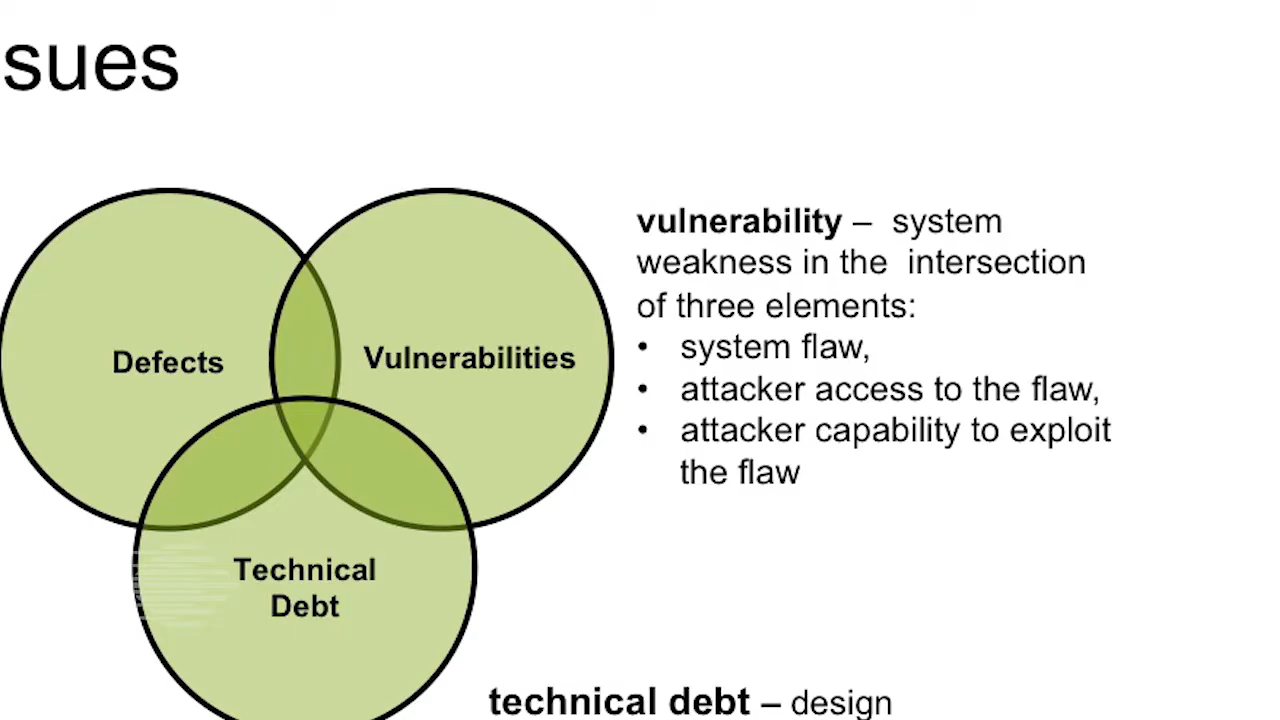 sues
Defects
Vulnerabilities
Technical
Debt
vulnerability – system
weakness in the intersection
of three elements:
• system flaw,
• attacker access to the flaw,
• attacker capability to exploit
the flaw
technical debt – design